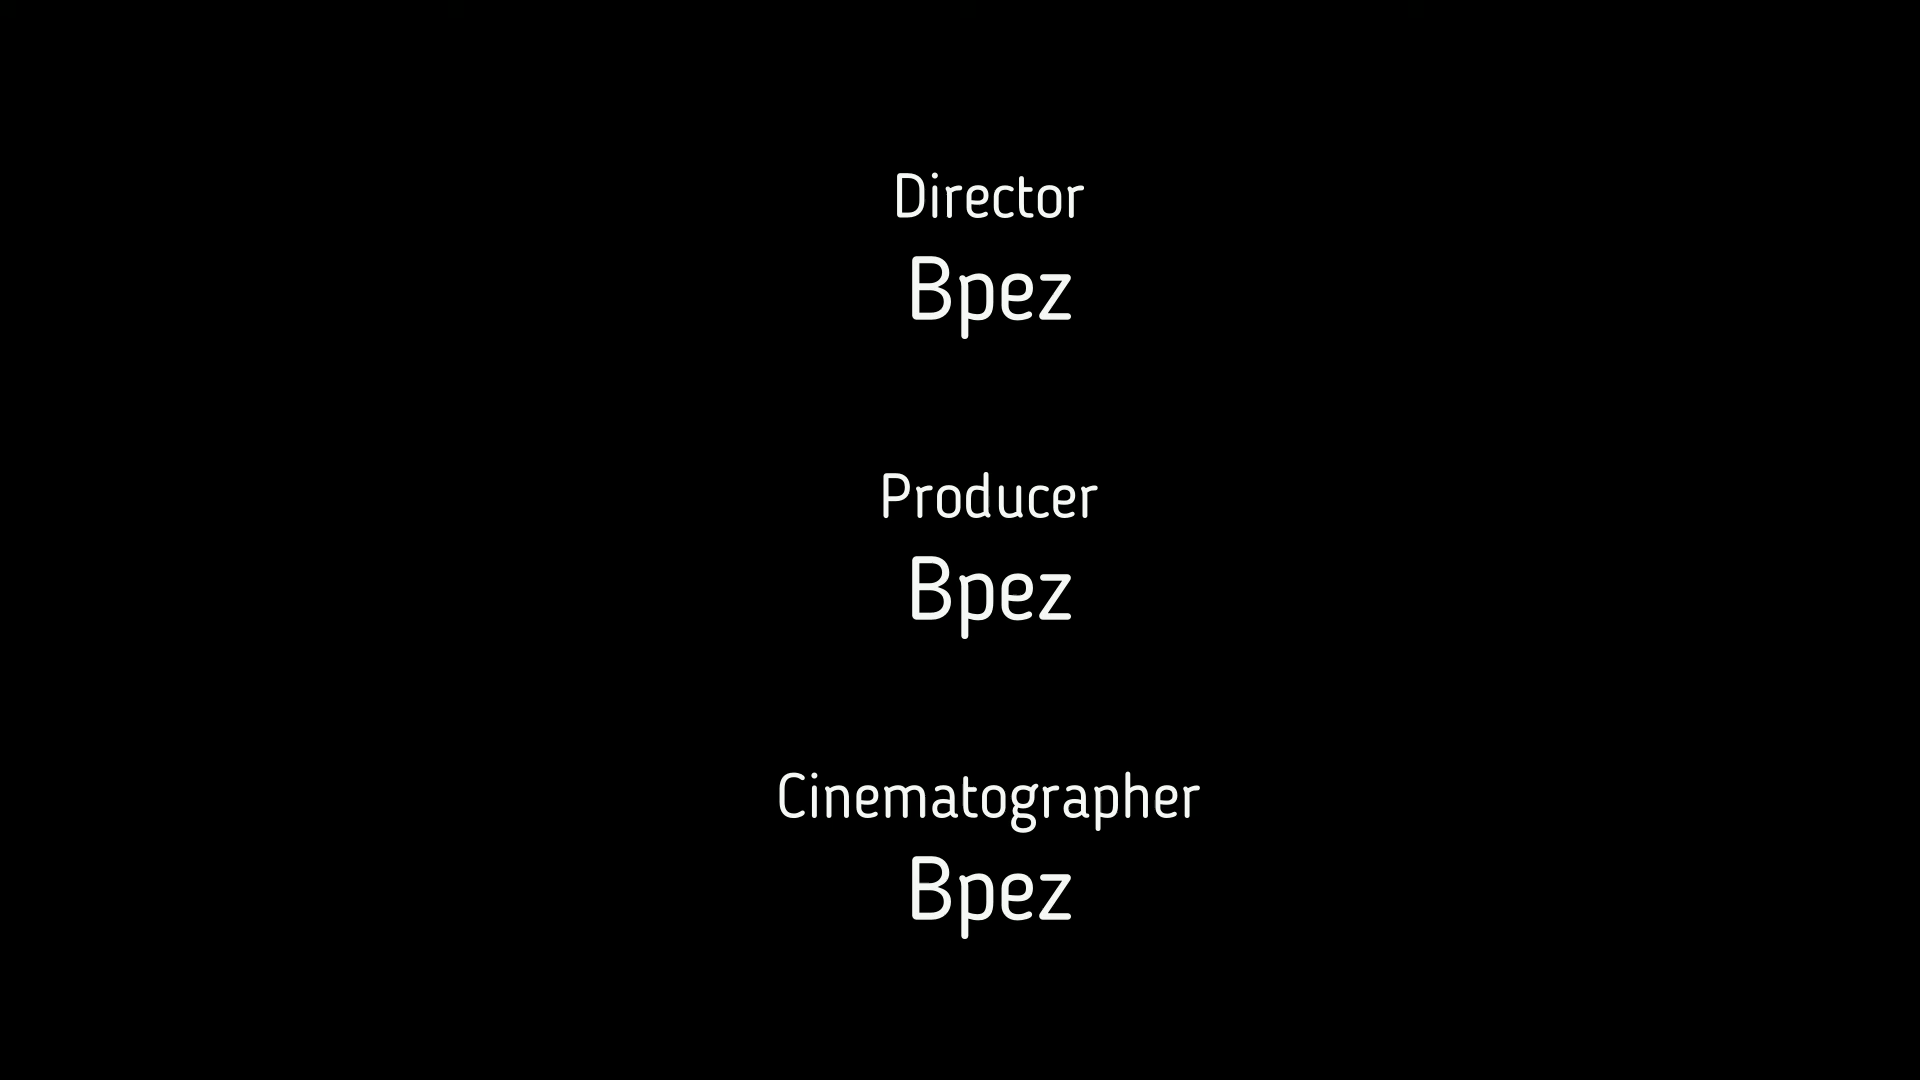 Director
Bpez
Producer
Bpez
Cinematographer
Bpez